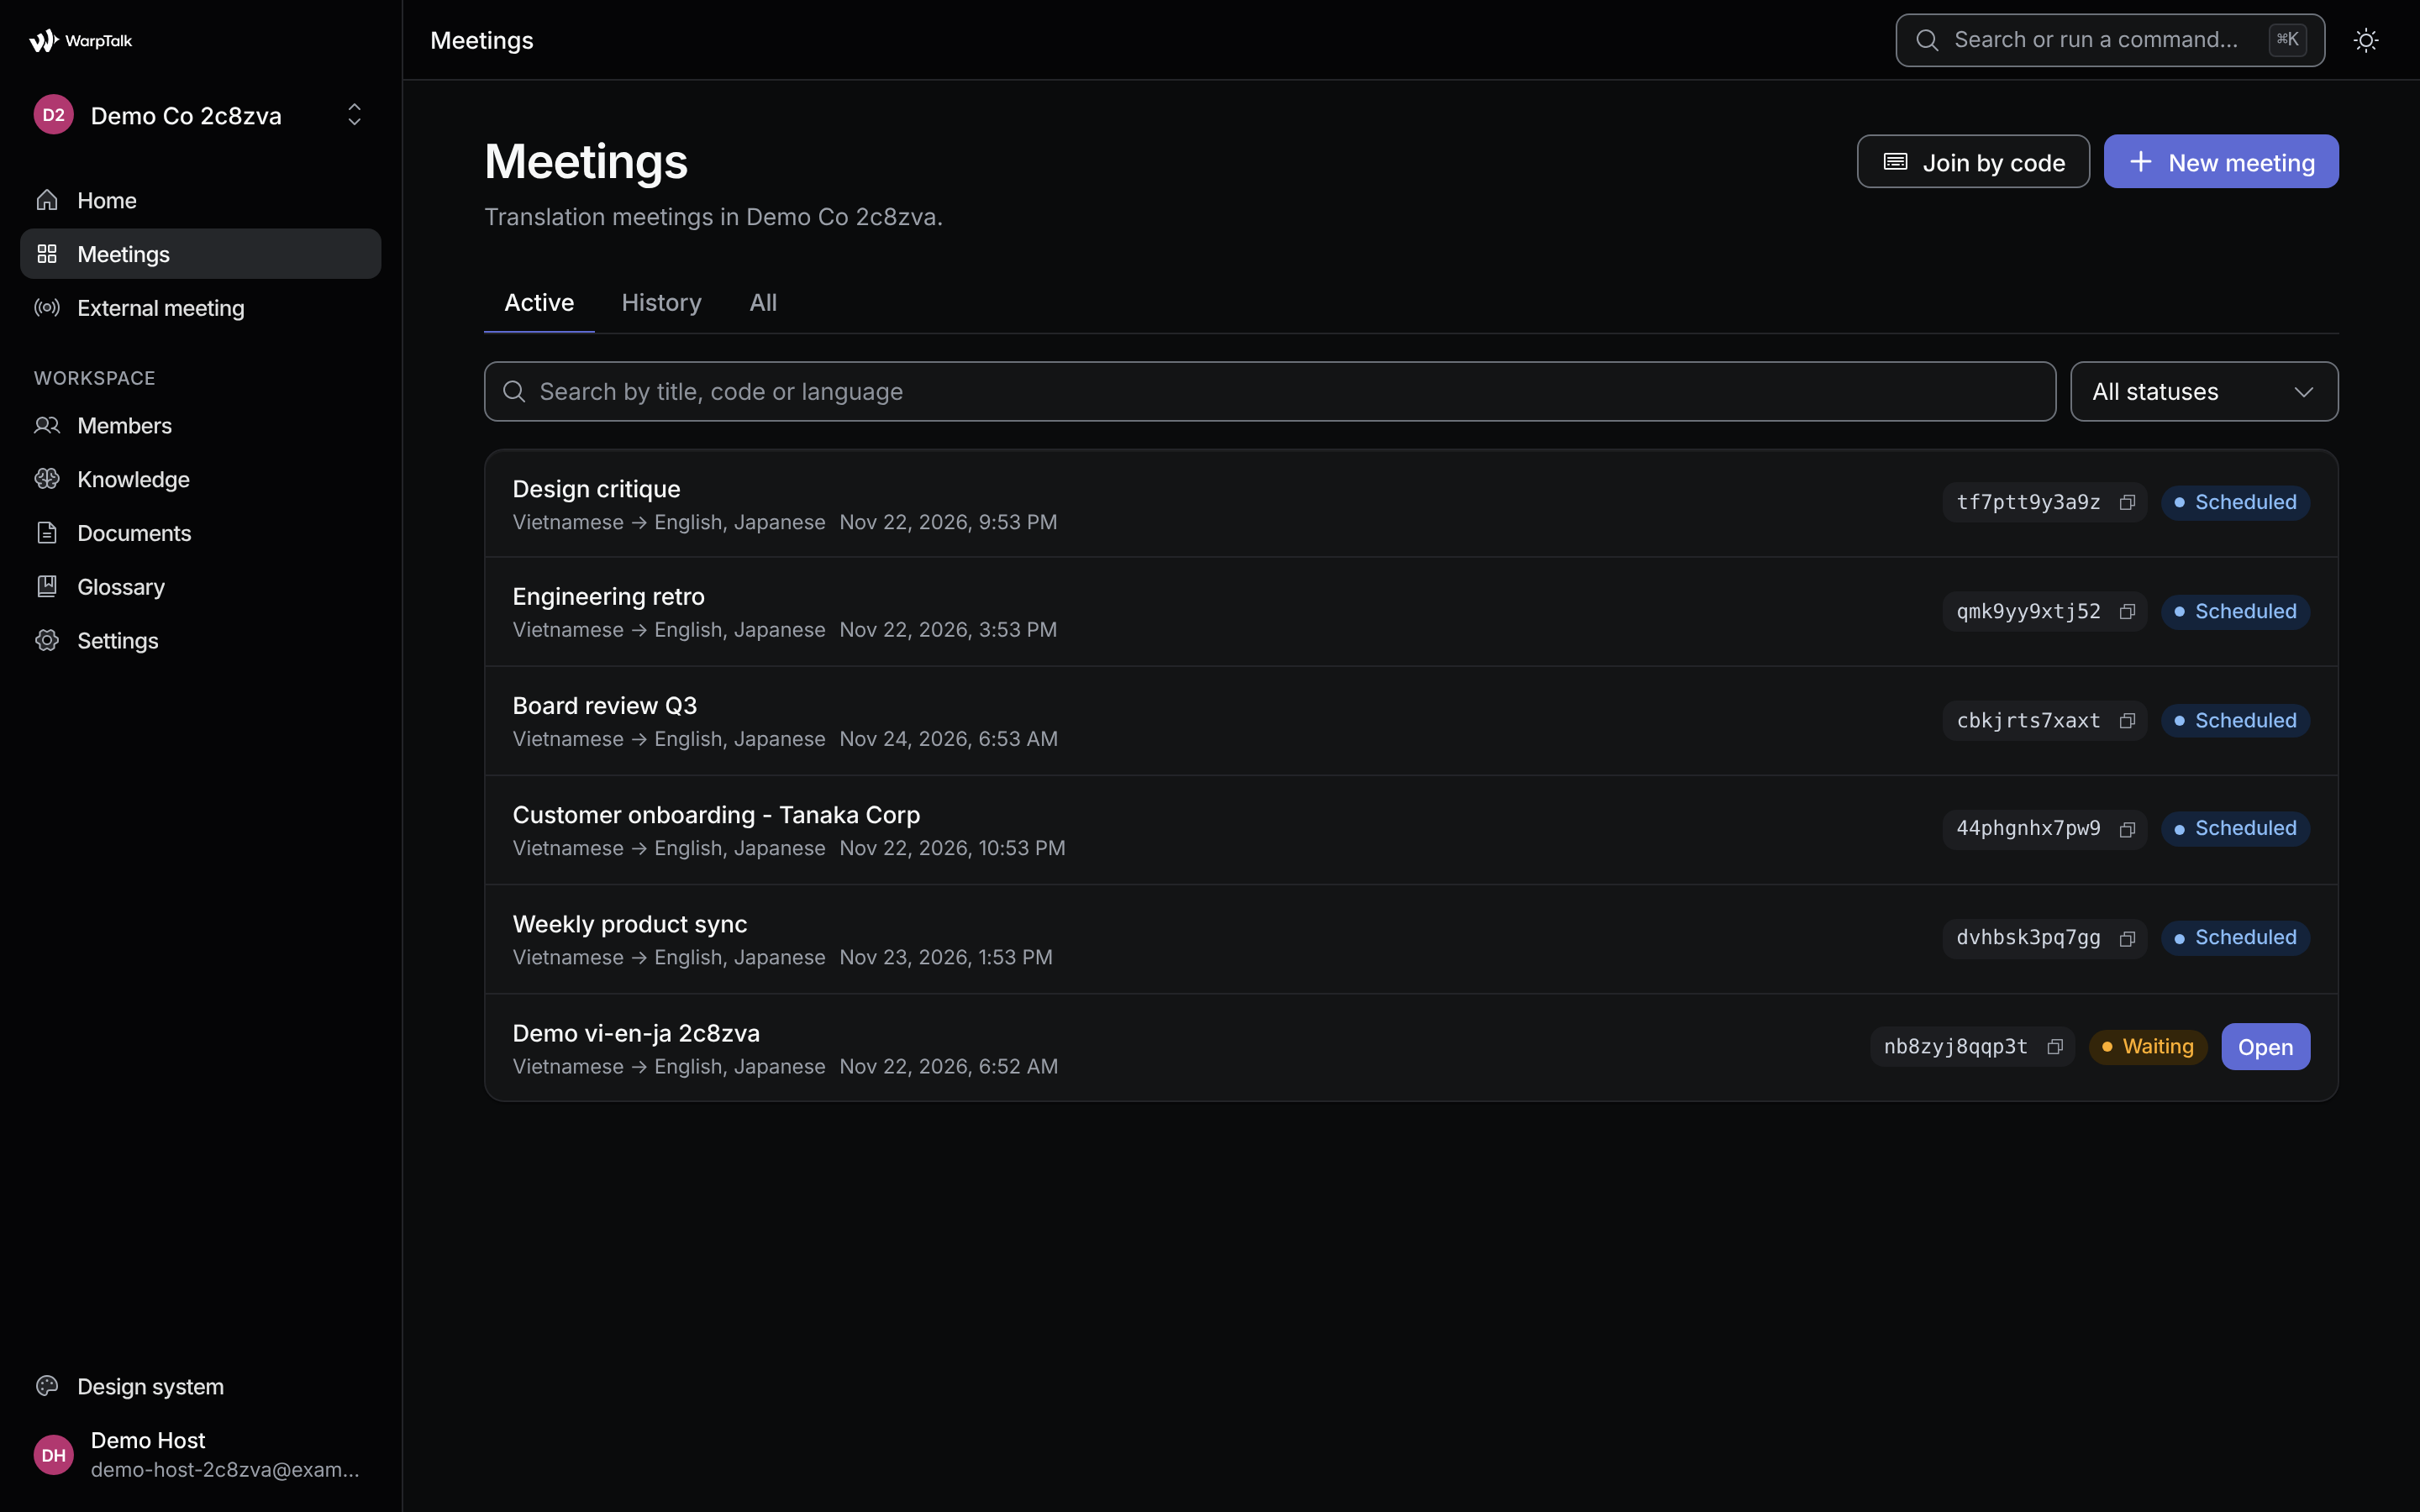 WarpTalk
D2 Demo Co 2c8zva
Home
Meetings
External meeting
WORKSPACE
Members
Knowledge
Documents
Glossary
Settings
Design system
DH Demo Host
demo-host-2c8zva@exam...
Meetings
Search or run a command... ⌘K
Meetings
Translation meetings in Demo Co 2c8zva.
Join by code
New meeting
Active History All
Search by title, code or language
All statuses
Design critique
Vietnamese → English, Japanese Nov 22, 2026, 9:53 PM
tf7ptt9y3a9z Scheduled
Engineering retro
Vietnamese → English, Japanese Nov 22, 2026, 3:53 PM
qmk9yy9xtj52 Scheduled
Board review Q3
Vietnamese → English, Japanese Nov 24, 2026, 6:53 AM
cbkjrts7xaxt Scheduled
Customer onboarding - Tanaka Corp
Vietnamese → English, Japanese Nov 22, 2026, 10:53 PM
44phgnhx7pw9 Scheduled
Weekly product sync
Vietnamese → English, Japanese Nov 23, 2026, 1:53 PM
dvhbsk3pq7gg Scheduled
Demo vi-en-ja 2c8zva
Vietnamese → English, Japanese Nov 22, 2026, 6:52 AM
nb8zyj8qqp3t Waiting Open